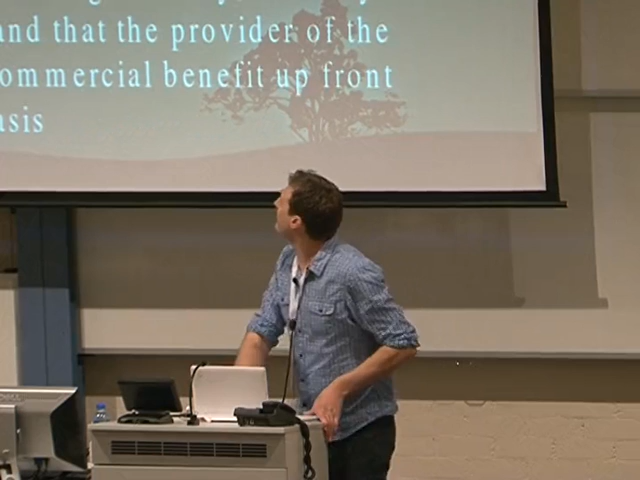 and that the provider of the
ommercial benefit up front
asis